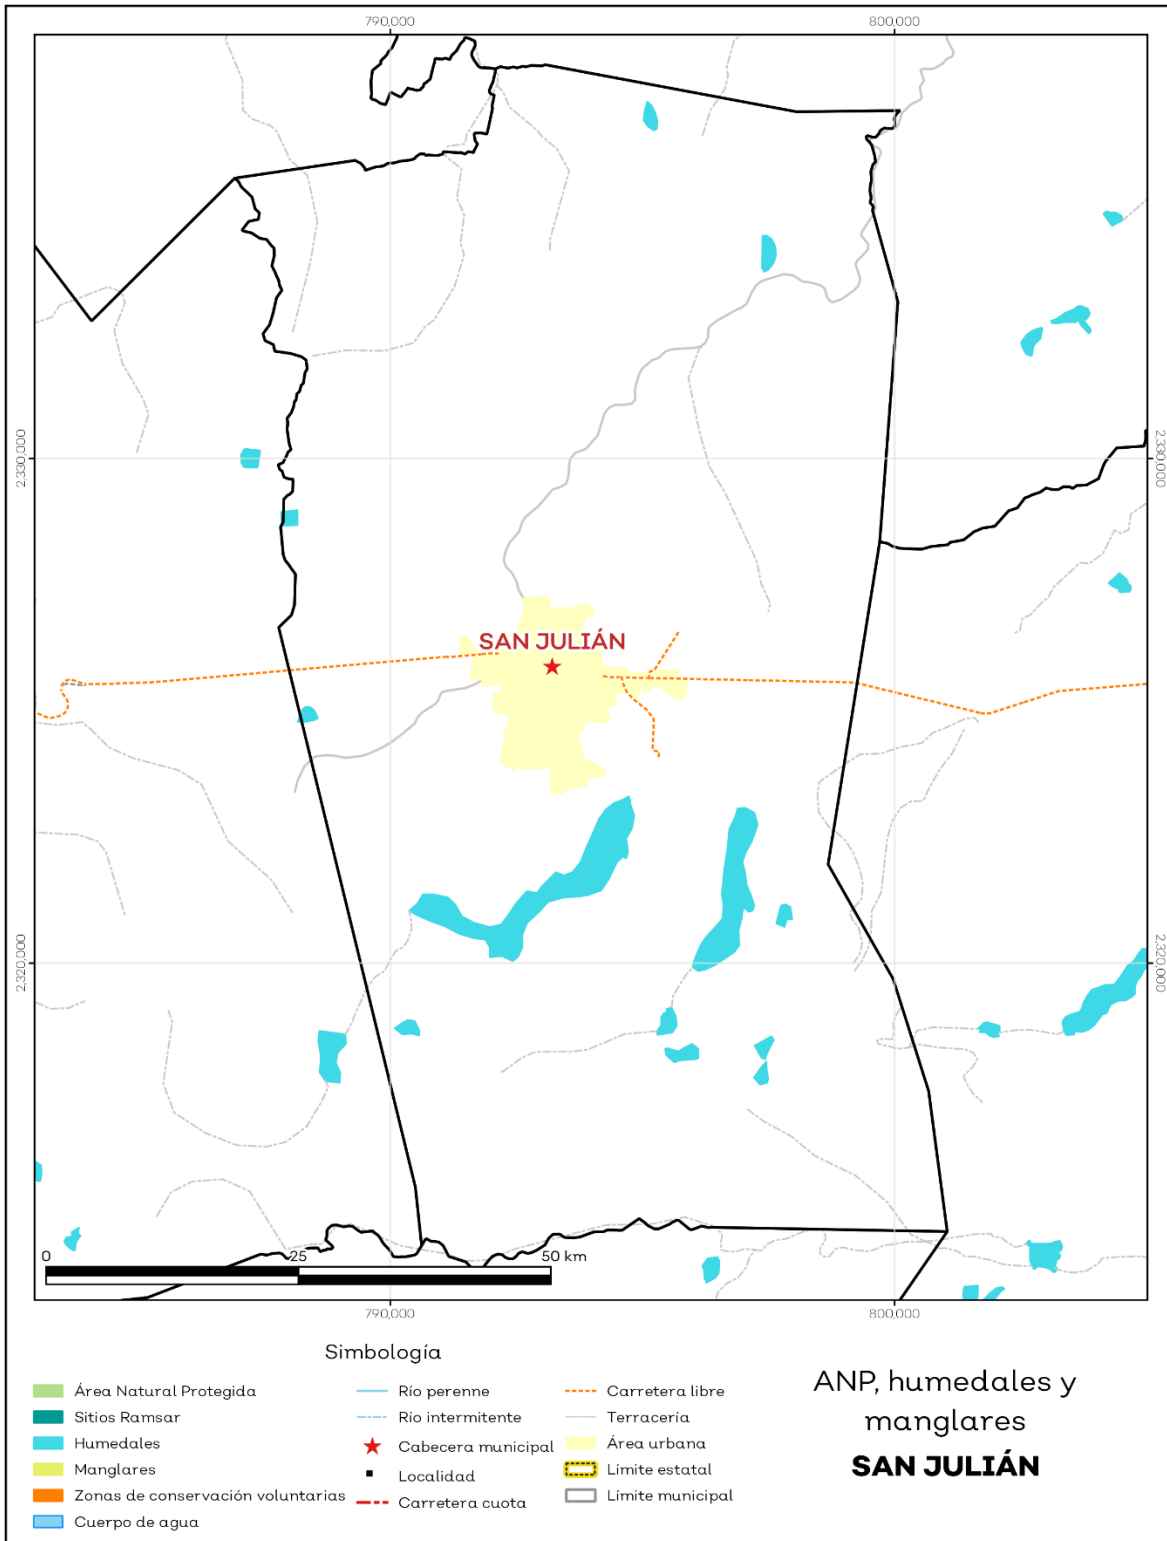 790,000
800,000
2,330,000
2,330,000
SAN JULIÁN
2,320,000
2,320,000
0
25
50 km
790,000
800,000
Simbología
Área Natural Protegida
Sitios Ramsar
Humedales
Manglares
Zonas de conservación voluntarias
Cuerpo de agua
Río perenne
Río intermitente
Cabecera municipal
Localidad
Carretera cuota
Carretera libre
Terracería
Área urbana
Límite estatal
Límite municipal
ANP, humedales y
manglares
SAN JULIÁN